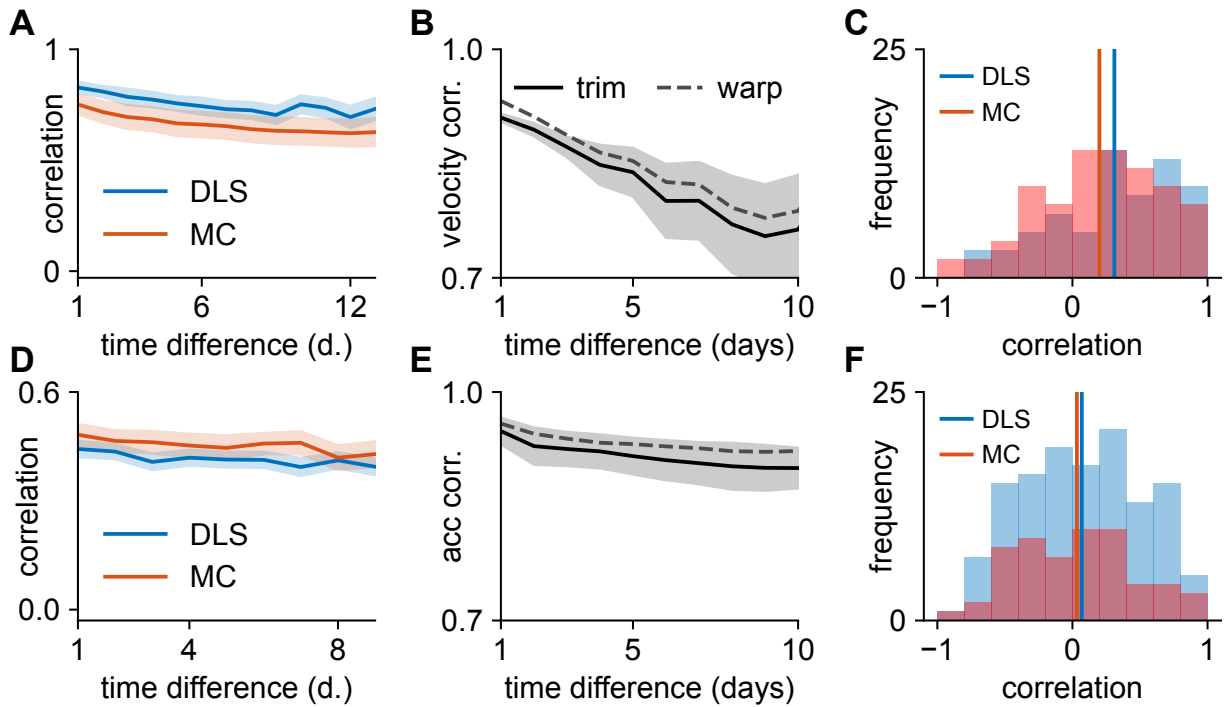 A
1
correlation
0
DLS
MC
1
6
12
time difference (d.)
B
1.0
velocity corr.
0.7
trim
warp
1
5
10
time difference (days)
C
25
frequency
0
DLS
MC
−1
0
1
correlation
D
0.6
correlation
0.0
DLS
MC
1
4
8
time difference (d.)
E
1.0
acc corr.
0.7
1
5
10
time difference (days)
F
25
frequency
0
DLS
MC
−1
0
1
correlation